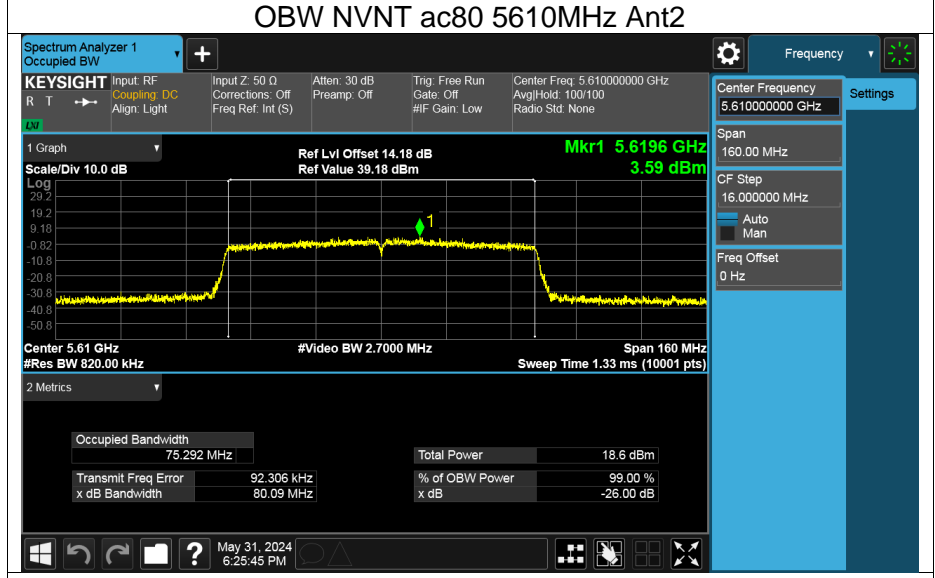 OBW NVNT ac80 5610MHz Ant2
Spectrum Analyzer 1
Occupied BW
Frequency
KEYSIGHT Input: RF Input Z: 50 Ω Atten: 30 dB Trig: Free Run Center Freq: 5.610000000 GHz
R T Coupling: DC Corrections: Off Preamp: Off Gate: Off Avg|Hold: 100/100
Align: Light Freq Ref: Int (S) #IF Gain: Low Radio Std: None
LXI
Center Frequency
5.610000000 GHz
Settings
Span
160.00 MHz
CF Step
16.000000 MHz
Auto
Man
Freq Offset
0 Hz
1 Graph
Ref Lvl Offset 14.18 dB
Mkr1 5.6196 GHz
Scale/Div 10.0 dB Ref Value 39.18 dBm 3.59 dBm
Log
29.2
19.2
9.18
-0.82
-10.8
-20.8
-30.8
-40.8
-50.8
1
Center 5.61 GHz #Video BW 2.7000 MHz Span 160 MHz
#Res BW 820.00 kHz Sweep Time 1.33 ms (10001 pts)
2 Metrics
Occupied Bandwidth
75.292 MHz
Total Power 18.6 dBm
Transmit Freq Error 92.306 kHz % of OBW Power 99.00 %
x dB Bandwidth 80.09 MHz x dB -26.00 dB
May 31, 2024
6:25:45 PM